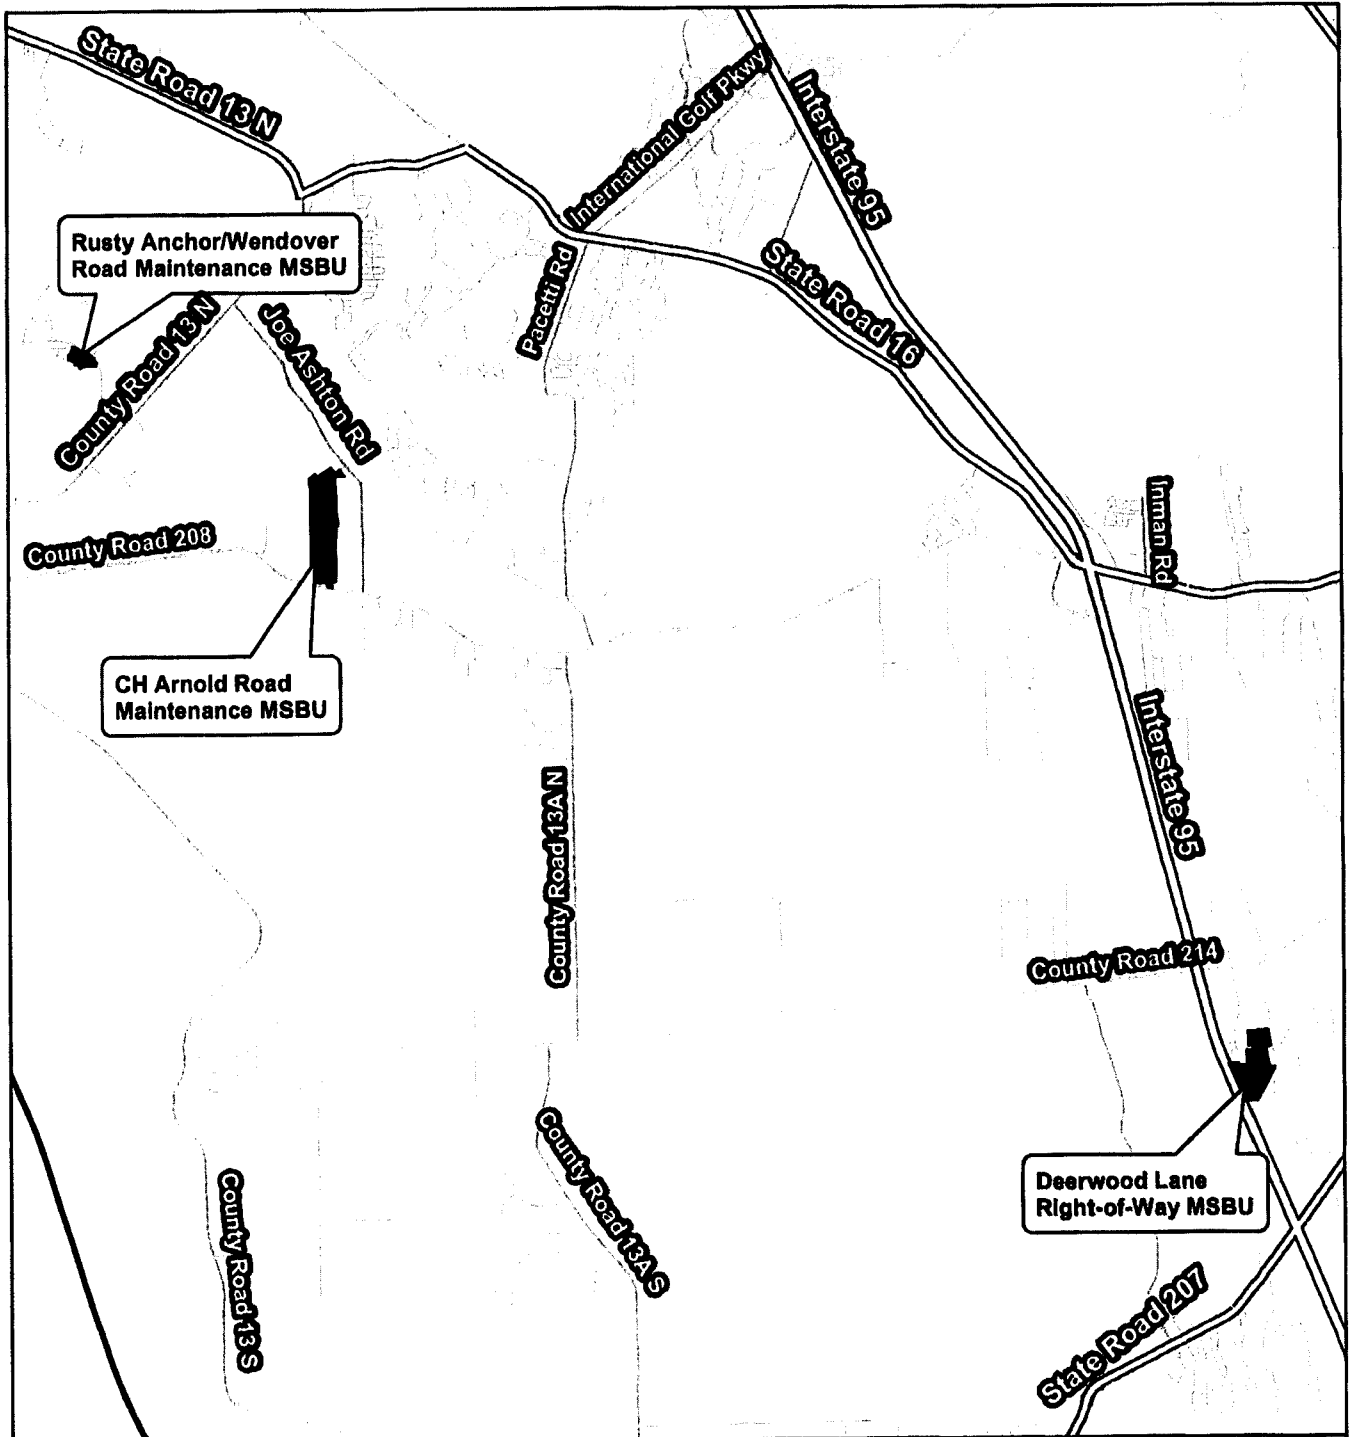 State Road 13 N
International Golf Pkwy
Interstate 95
Rusty Anchor/Wendover
Road Maintenance MSBU
Pacetti Rd
State Road 16
County Road 13 N
Joe Ashton Rd
Inman Rd
County Road 208
CH Arnold Road
Maintenance MSBU
Interstate 95
County Road 13A N
County Road 214
County Road 13A S
Deerwood Lane
Right-of-Way MSBU
County Road 13 S
State Road 207